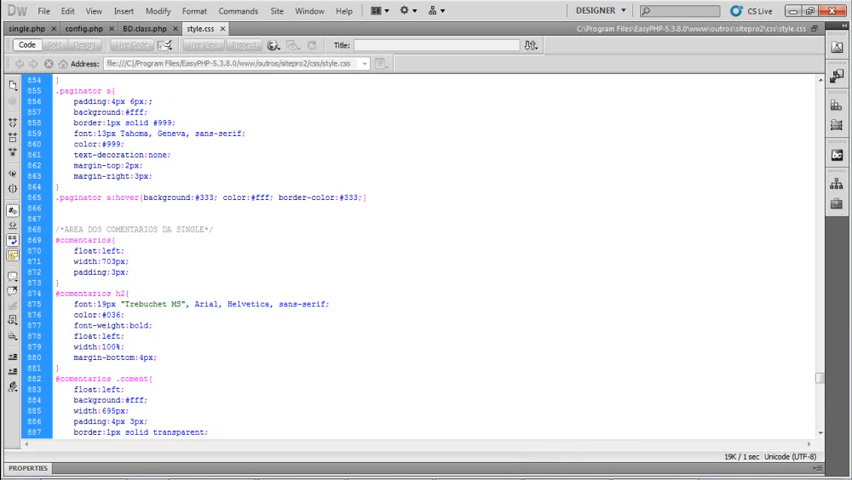 DW File Edit View Insert Modify Format Commands Site Window Help DESIGNER CS Live
single.php × config.php × BD.class.php × style.css × C:\Program Files\EasyPHP-5.3.8.0\www\outros\sitepro2\css\style.css
Code Split Design Live Code Live View Inspect Title:
Address: file:///C|/Program Files/EasyPHP-5.3.8.0/www/outros/sitepro2/css/style.css
854 }
855 .paginator a{
856 padding:4px 6px;;
857 background:#fff;
858 border:1px solid #999;
859 font:13px Tahoma, Geneva, sans-serif;
860 color:#999;
861 text-decoration:none;
862 margin-top:2px;
863 margin-right:3px;
864 }
865 .paginator a:hover{background:#333; color:#fff; border-color:#333;}
866
867
868 /*AREA DOS COMENTARIOS DA SINGLE*/
869 #comentarios{
870 float:left;
871 width:703px;
872 padding:3px;
873 }
874 #comentarios h2{
875 font:19px "Trebuchet MS", Arial, Helvetica, sans-serif;
876 color:#036;
877 font-weight:bold;
878 float:left;
879 width:100%;
880 margin-bottom:4px;
881 }
882 #comentarios .coment{
883 float:left;
884 background:#fff;
885 width:695px;
886 padding:4px 3px;
887 border:1px solid transparent;
19K / 1 sec Unicode (UTF-8)
PROPERTIES